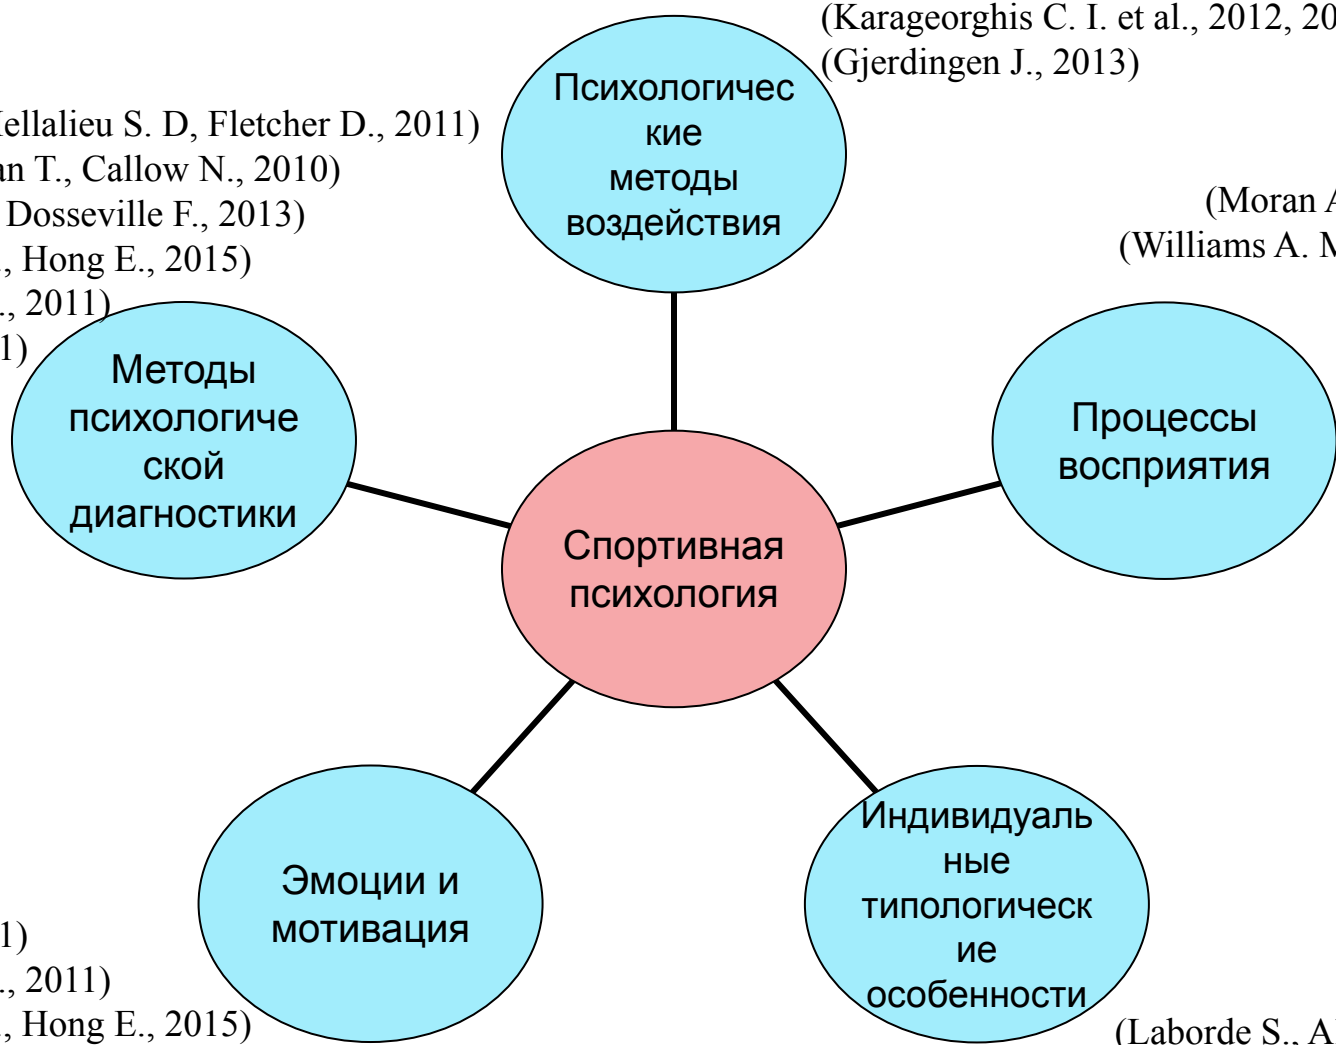 (Karageorghis C. I. et al., 2012, 20
(Gjerdingen J., 2013)
Психологичес
кие
методы
воздействия
ellalieu S. D, Fletcher D., 2011)
an T., Callow N., 2010)
Dosseville F., 2013)
., Hong E., 2015)
., 2011)
1)
(Moran A
(Williams A. M
Методы
психологиче
ской
диагностики
Процессы
восприятия
Спортивная
психология
Эмоции и
мотивация
Индивидуаль
ные
типологическ
ие
особенности
1)
., 2011)
., Hong E., 2015)
(Laborde S., A